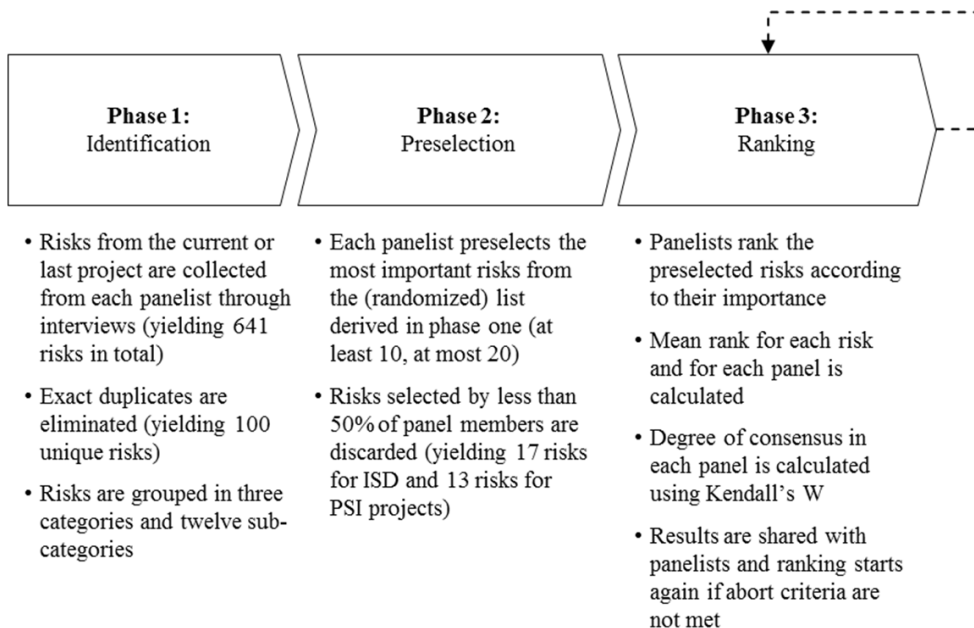 Phase 1:
Identification
Phase 2:
Preselection
Phase 3:
Ranking
• Risks from the current or
last project are collected
from each panelist through
interviews (yielding 641
risks in total)
• Exact duplicates are
eliminated (yielding 100
unique risks)
• Risks are grouped in three
categories and twelve sub-
categories
• Each panelist preselects the
most important risks from
the (randomized) list
derived in phase one (at
least 10, at most 20)
• Risks selected by less than
50% of panel members are
discarded (yielding 17 risks
for ISD and 13 risks for
PSI projects)
• Panelists rank the
preselected risks according
to their importance
• Mean rank for each risk
and for each panel is
calculated
• Degree of consensus in
each panel is calculated
using Kendall's W
• Results are shared with
panelists and ranking starts
again if abort criteria are
not met